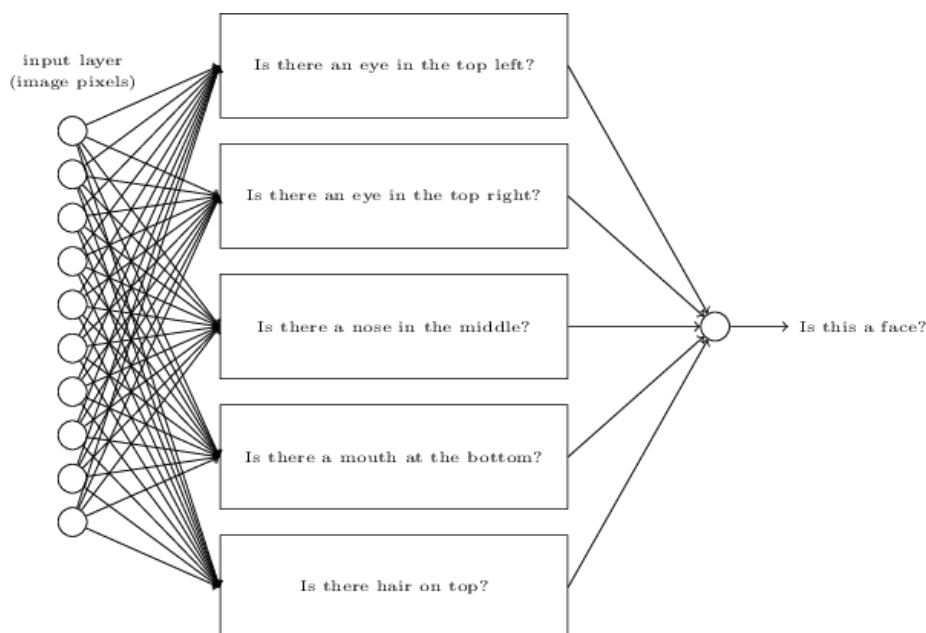 input layer
(image pixels)
Is there an eye in the top left?
Is there an eye in the top right?
Is there a nose in the middle?
Is this a face?
Is there a mouth at the bottom?
Is there hair on top?